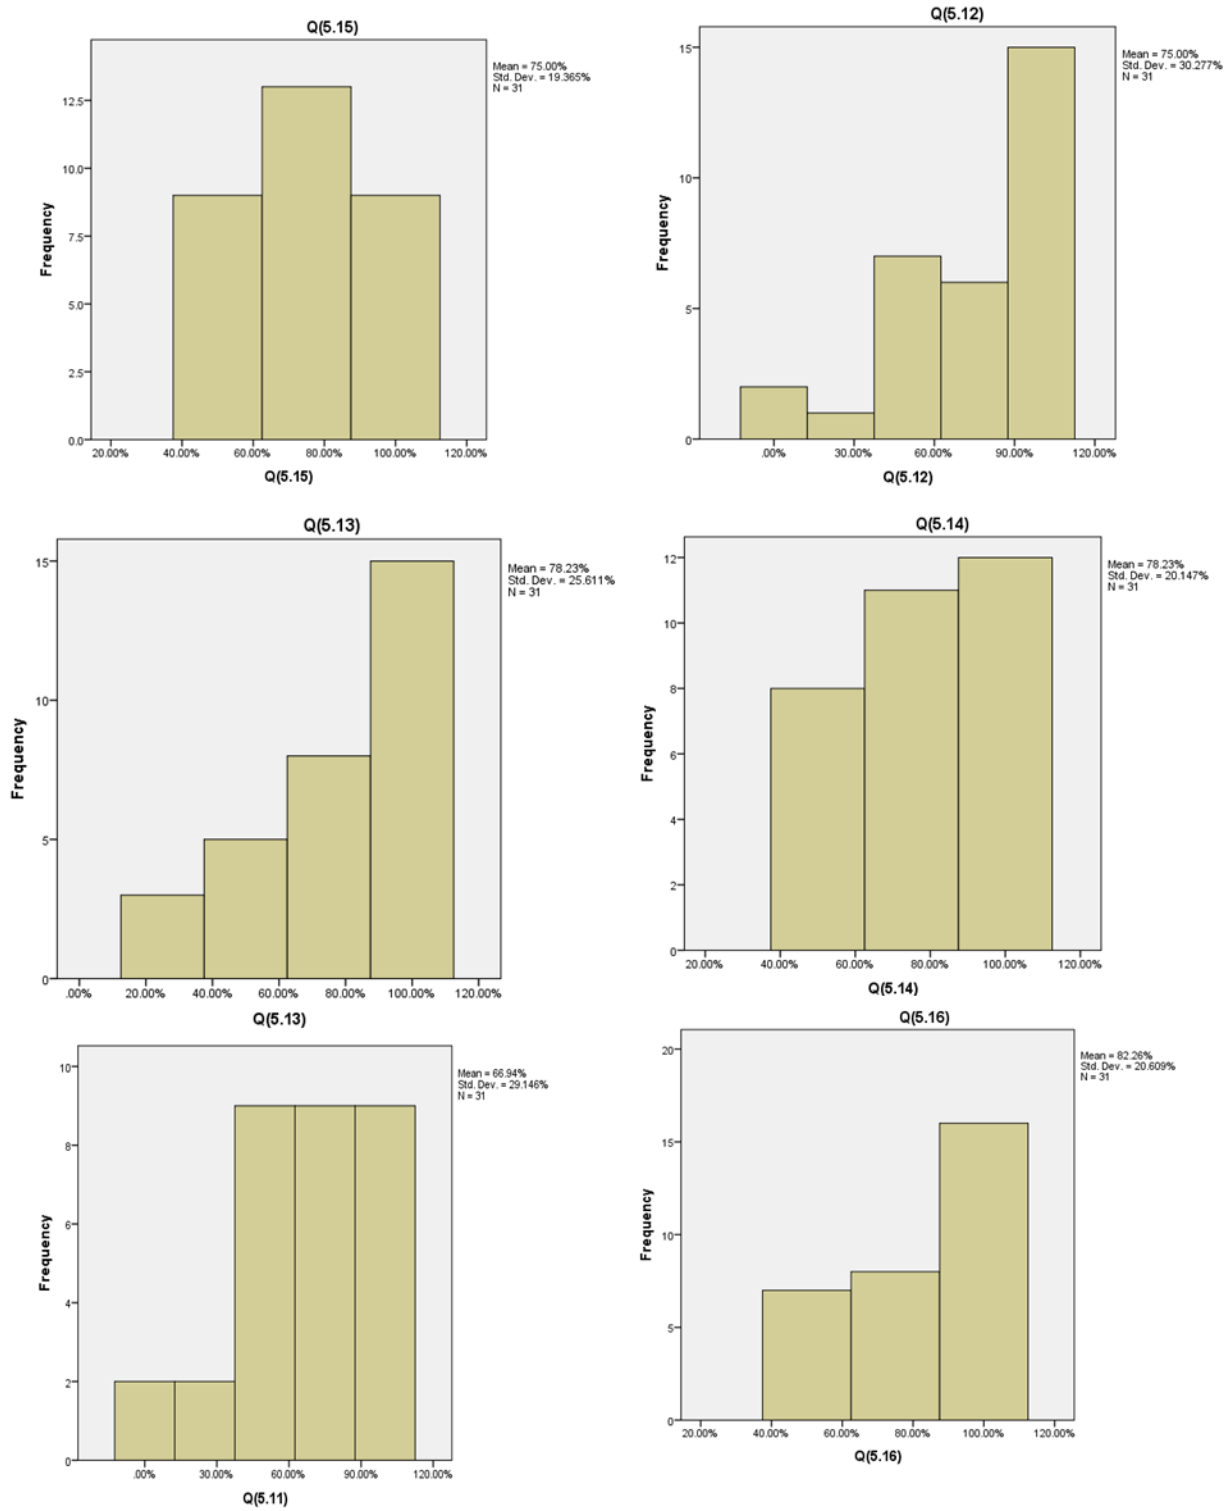 Q(5.15)
Mean = 75.00%
Std. Dev. = 19.365%
N = 31
12.5
10.0
7.5
5.0
2.5
0.0
Frequency
20.00% 40.00% 60.00% 80.00% 100.00% 120.00%
Q(5.15)
Q(5.12)
Mean = 75.00%
Std. Dev. = 30.277%
N = 31
15
10
5
0
Frequency
.00% 30.00% 60.00% 90.00% 120.00%
Q(5.12)
Q(5.13)
Mean = 78.23%
Std. Dev. = 25.611%
N = 31
15
10
5
0
Frequency
.00% 20.00% 40.00% 60.00% 80.00% 100.00% 120.00%
Q(5.13)
Q(5.14)
Mean = 78.23%
Std. Dev. = 20.147%
N = 31
12
10
8
6
4
2
0
Frequency
20.00% 40.00% 60.00% 80.00% 100.00% 120.00%
Q(5.14)
Mean = 66.94%
Std. Dev. = 29.146%
N = 31
10
8
6
4
2
0
Frequency
.00% 30.00% 60.00% 90.00% 120.00%
Q(5.11)
Q(5.16)
Mean = 82.26%
Std. Dev. = 20.609%
N = 31
20
15
10
5
0
Frequency
20.00% 40.00% 60.00% 80.00% 100.00% 120.00%
Q(5.16)